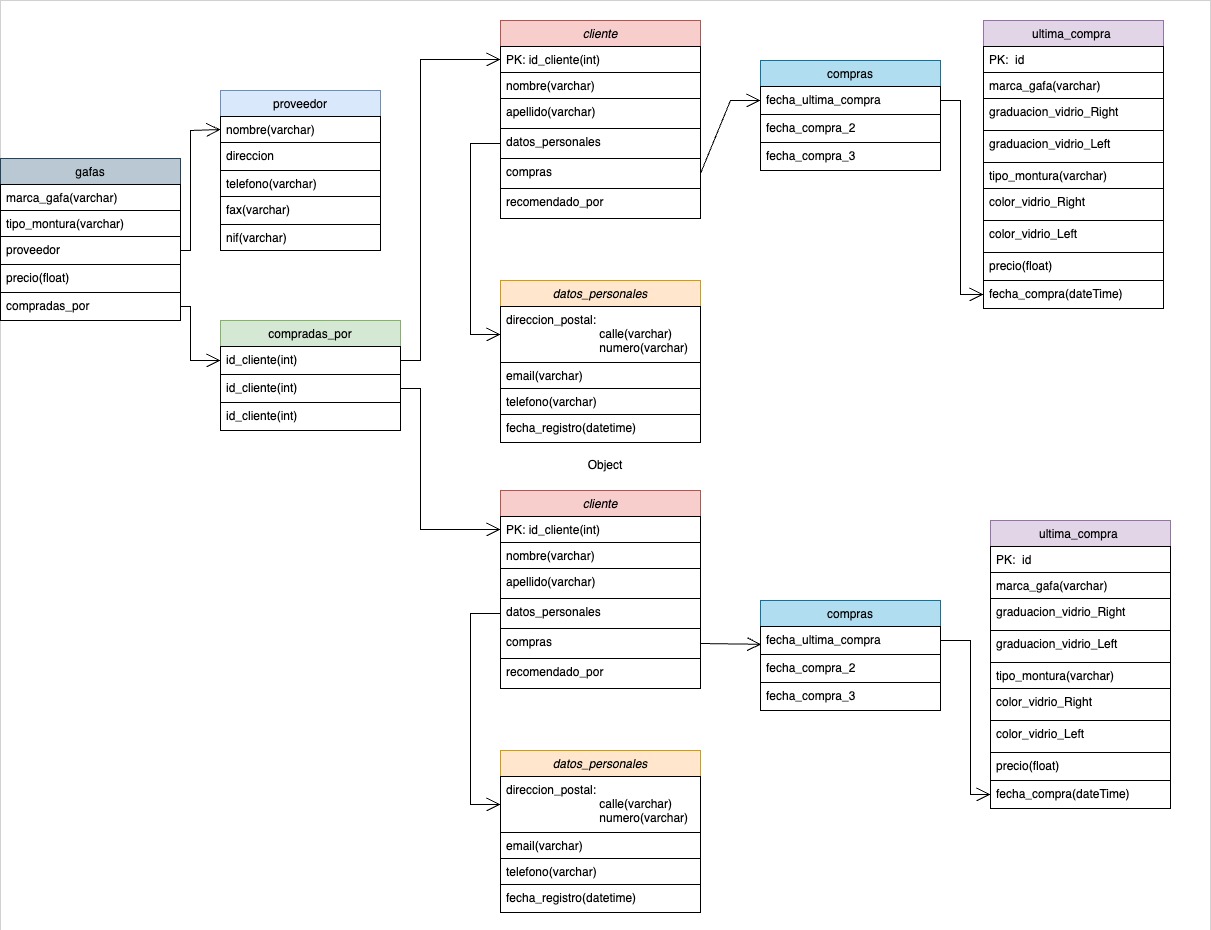 gafas
marca_gafa(varchar)
tipo_montura(varchar)
proveedor
precio(float)
compradas_por
proveedor
nombre(varchar)
direccion
telefono(varchar)
fax(varchar)
nif(varchar)
compradas_por
id_cliente(int)
id_cliente(int)
id_cliente(int)
cliente
PK: id_cliente(int)
nombre(varchar)
apellido(varchar)
datos_personales
compras
recomendado_por
datos_personales
direccion_postal:
calle(varchar)
numero(varchar)
email(varchar)
telefono(varchar)
fecha_registro(datetime)
compras
fecha_ultima_compra
fecha_compra_2
fecha_compra_3
ultima_compra
PK:  id
marca_gafa(varchar)
graduacion_vidrio_Right
graduacion_vidrio_Left
tipo_montura(varchar)
color_vidrio_Right
color_vidrio_Left
precio(float)
fecha_compra(dateTime)
Object
cliente
PK: id_cliente(int)
nombre(varchar)
apellido(varchar)
datos_personales
compras
recomendado_por
datos_personales
direccion_postal:
calle(varchar)
numero(varchar)
email(varchar)
telefono(varchar)
fecha_registro(datetime)
compras
fecha_ultima_compra
fecha_compra_2
fecha_compra_3
ultima_compra
PK:  id
marca_gafa(varchar)
graduacion_vidrio_Right
graduacion_vidrio_Left
tipo_montura(varchar)
color_vidrio_Right
color_vidrio_Left
precio(float)
fecha_compra(dateTime)